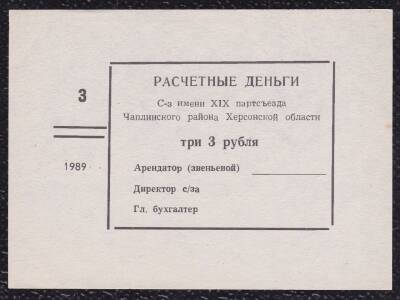 3
1989
РАСЧЕТНЫЕ ДЕНЬГИ
С-з имени XIX партсъезда
Чаплинского района Херсонской области
три 3 рубля
Арендатор (звеньевой)
Директор с/за
Гл. бухгалтер